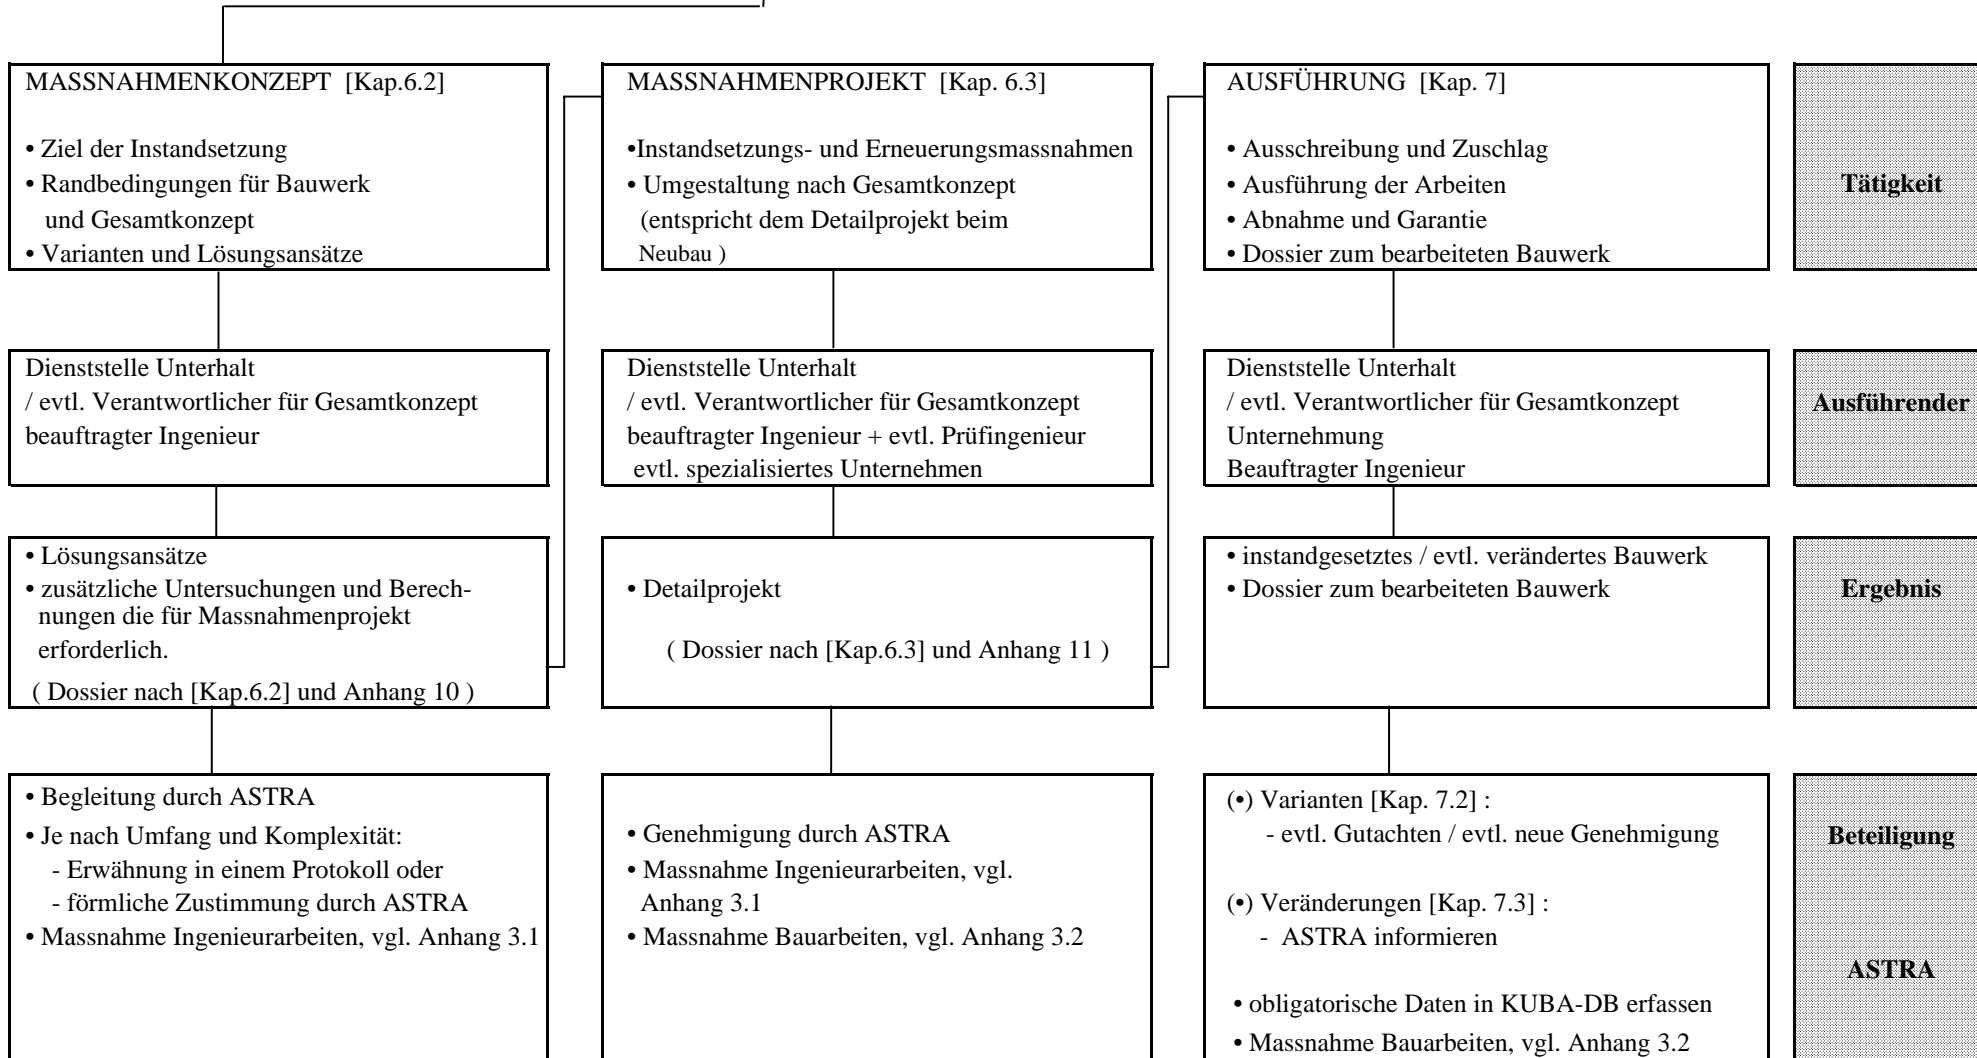 MASSNAHMENKONZEPT [Kap.6.2]
• Ziel der Instandsetzung
• Randbedingungen für Bauwerk
und Gesamtkonzept
• Varianten und Lösungsansätze
MASSNAHMENPROJEKT [Kap. 6.3]
•Instandsetzungs- und Erneuerungsmassnahmen
• Umgestaltung nach Gesamtkonzept
(entspricht dem Detailprojekt beim
Neubau )
AUSFÜHRUNG [Kap. 7]
• Ausschreibung und Zuschlag
• Ausführung der Arbeiten
• Abnahme und Garantie
• Dossier zum bearbeiteten Bauwerk
Tätigkeit
Dienststelle Unterhalt
/ evtl. Verantwortlicher für Gesamtkonzept
beauftragter Ingenieur
Dienststelle Unterhalt
/ evtl. Verantwortlicher für Gesamtkonzept
beauftragter Ingenieur + evtl. Prüfingenieur
evtl. spezialisiertes Unternehmen
Dienststelle Unterhalt
/ evtl. Verantwortlicher für Gesamtkonzept
Unternehmung
Beauftragter Ingenieur
Ausführender
• Lösungsansätze
• zusätzliche Untersuchungen und Berech-
nungen die für Massnahmenprojekt
erforderlich.
( Dossier nach [Kap.6.2] und Anhang 10 )
• Detailprojekt
( Dossier nach [Kap.6.3] und Anhang 11 )
• instandgesetztes / evtl. verändertes Bauwerk
• Dossier zum bearbeiteten Bauwerk
Ergebnis
• Begleitung durch ASTRA
• Je nach Umfang und Komplexität:
- Erwähnung in einem Protokoll oder
- förmliche Zustimmung durch ASTRA
• Massnahme Ingenieurarbeiten, vgl. Anhang 3.1
• Genehmigung durch ASTRA
• Massnahme Ingenieurarbeiten, vgl.
Anhang 3.1
• Massnahme Bauarbeiten, vgl. Anhang 3.2
(•) Varianten [Kap. 7.2] :
- evtl. Gutachten / evtl. neue Genehmigung
(•) Veränderungen [Kap. 7.3] :
- ASTRA informieren
• obligatorische Daten in KUBA-DB erfassen
• Massnahme Bauarbeiten, vgl. Anhang 3.2
Beteiligung
ASTRA